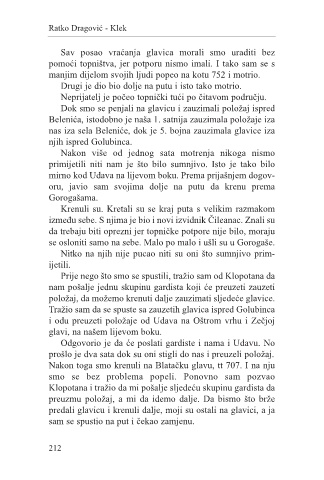 Ratko Dragović - Klek
Sav posao vraćanja glavica morali smo uraditi bez
pomoći topništva, jer potporu nismo imali. I tako sam se s
manjim dijelom svojih ljudi popeo na kotu 752 i motrio.
Drugi je dio bio dolje na putu i isto tako motrio.
Neprijatelj je počeo topnički tući po čitavom području.
Dok smo se penjali na glavicu i zauzimali položaj ispred
Belenića, istodobno je naša 1. satnija zauzimala položaje iza
nas iza sela Beleniće, dok je 5. bojna zauzimala glavice iza
njih ispred Golubinca.
Nakon više od jednog sata motrenja nikoga nismo
primijetili niti nam je što bilo sumnjivo. Isto je tako bilo
mirno kod Udava na lijevom boku. Prema prijašnjem dogov-
oru, javio sam svojima dolje na putu da krenu prema
Gorogašama.
Krenuli su. Kretali su se kraj puta s velikim razmakom
između sebe. S njima je bio i novi izvidnik Čileanac. Znali su
da trebaju biti oprezni jer topničke potpore nije bilo, moraju
se osloniti samo na sebe. Malo po malo i ušli su u Gorogaše.
Nitko na njih nije pucao niti su oni što sumnjivo prim-
ijetili.
Prije nego što smo se spustili, tražio sam od Klopotana da
nam pošalje jednu skupinu gardista koji će preuzeti zauzeti
položaj, da možemo krenuti dalje zauzimati sljedeće glavice.
Tražio sam da se spuste sa zauzetih glavica ispred Golubinca
i odu preuzeti položaje od Udava na Oštrom vrhu i Zečjoj
glavi, na našem lijevom boku.
Odgovorio je da će poslati gardiste i nama i Udavu. No
prošlo je dva sata dok su oni stigli do nas i preuzeli položaj.
Nakon toga smo krenuli na Blatačku glavu, tt 707. I na nju
smo se bez problema popeli. Ponovno sam pozvao
Klopotana i tražio da mi pošalje sljedeću skupinu gardista da
preuzmu položaj, a mi da idemo dalje. Da bismo što brže
predali glavicu i krenuli dalje, moji su ostali na glavici, a ja
sam se spustio na put i čekao zamjenu.
212